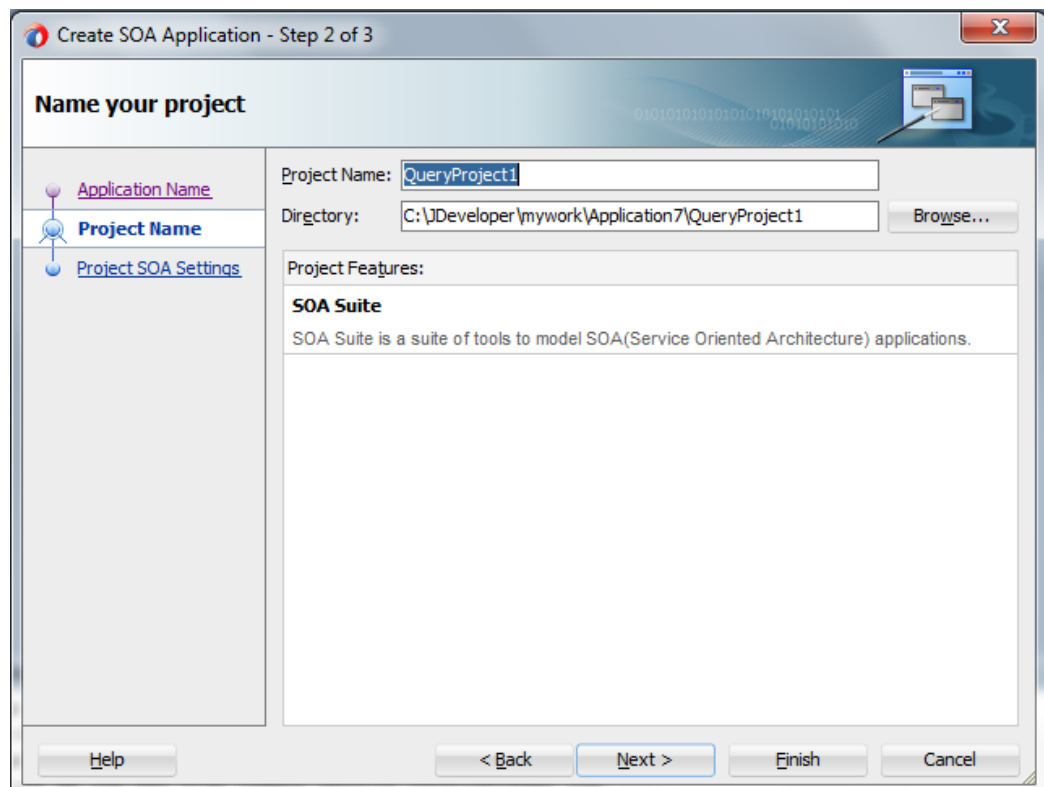 Create SOA Application - Step 2 of 3
Name your project
Application Name
Project Name
Project SOA Settings
Project Name: QueryProject1
Directory: C:\JDeveloper\mywork\Application7\QueryProject1 Browse...
Project Features:
SOA Suite
SOA Suite is a suite of tools to model SOA(Service Oriented Architecture) applications.
Help < Back Next > Finish Cancel